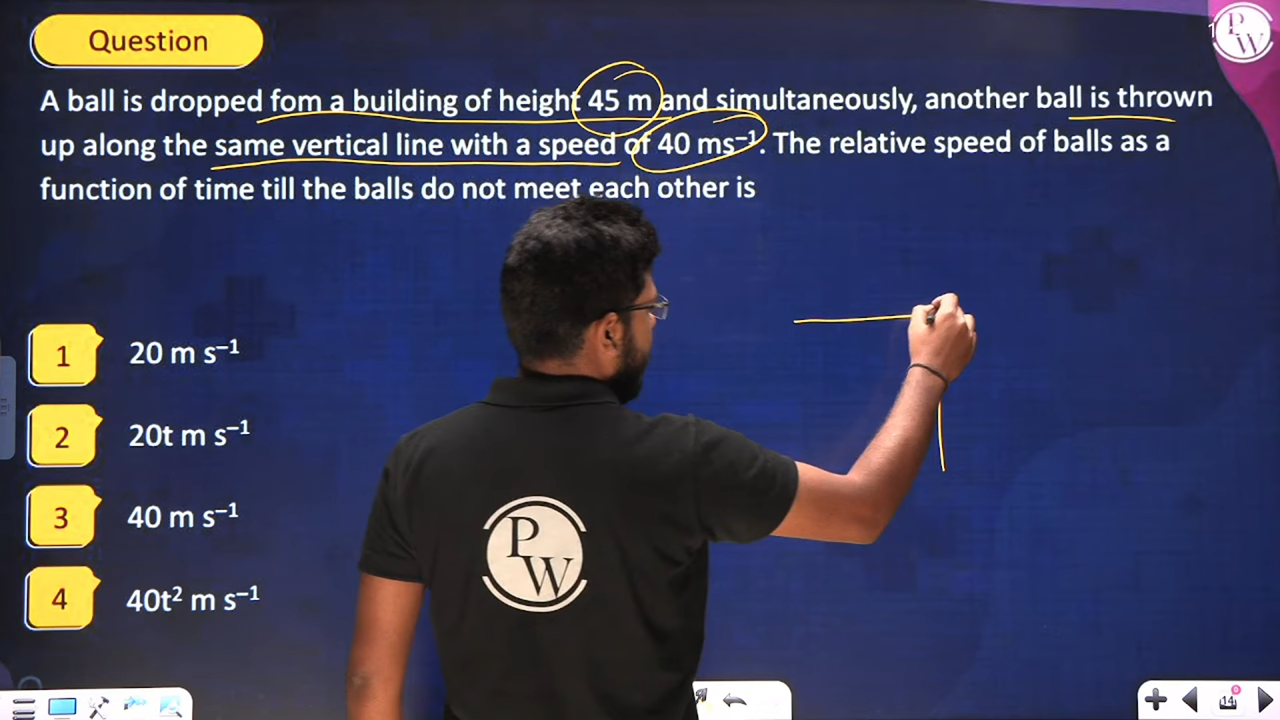 Question
A ball is dropped fom a building of height 45 m and simultaneously, another ball is thrown
up along the same vertical line with a speed of 40 ms⁻¹. The relative speed of balls as a
function of time till the balls do not meet each other is
1 20 m s⁻¹
2 20t m s⁻¹
3 40 m s⁻¹
4 40t² m s⁻¹
PW
PW
14